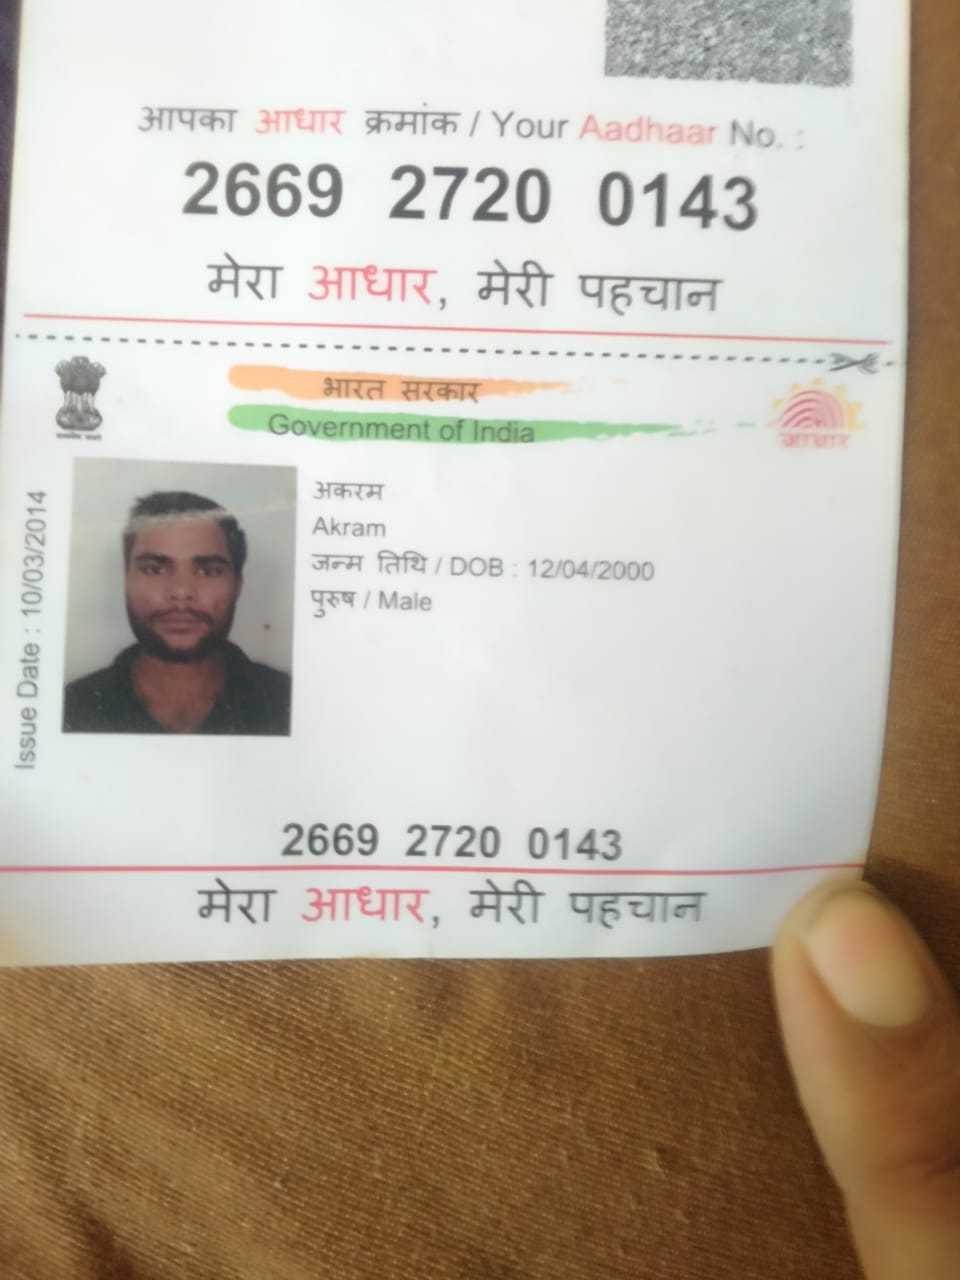 आपका आधार क्रमांक / Your Aadhaar No. :
2669 2720 0143
मेरा आधार, मेरी पहचान
भारत सरकार
Government of India
आधार
Issue Date : 10/03/2014
अकरम
Akram
जन्म तिथि / DOB : 12/04/2000
पुरुष / Male
2669 2720 0143
मेरा आधार, मेरी पहचान